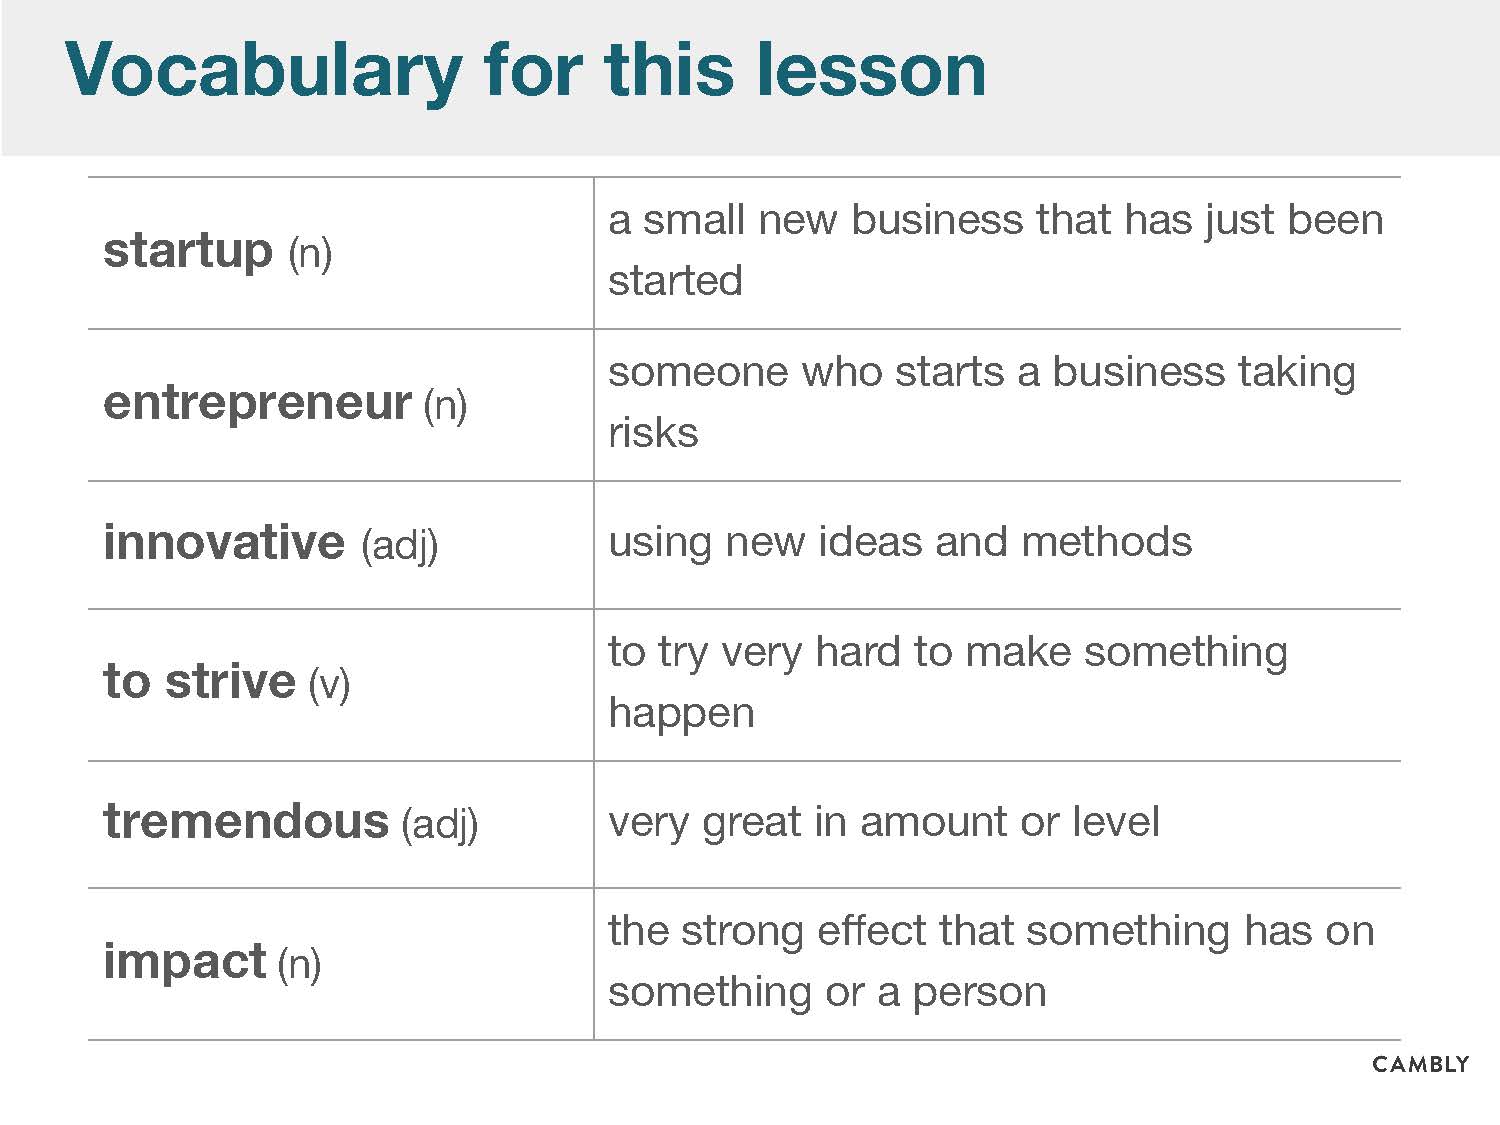 Vocabulary for this lesson
startup (n)
a small new business that has just been
started
entrepreneur (n)
someone who starts a business taking
risks
innovative (adj)
using new ideas and methods
to strive (v)
to try very hard to make something
happen
tremendous (adj)
very great in amount or level
impact (n)
the strong effect that something has on
something or a person
CAMBLY